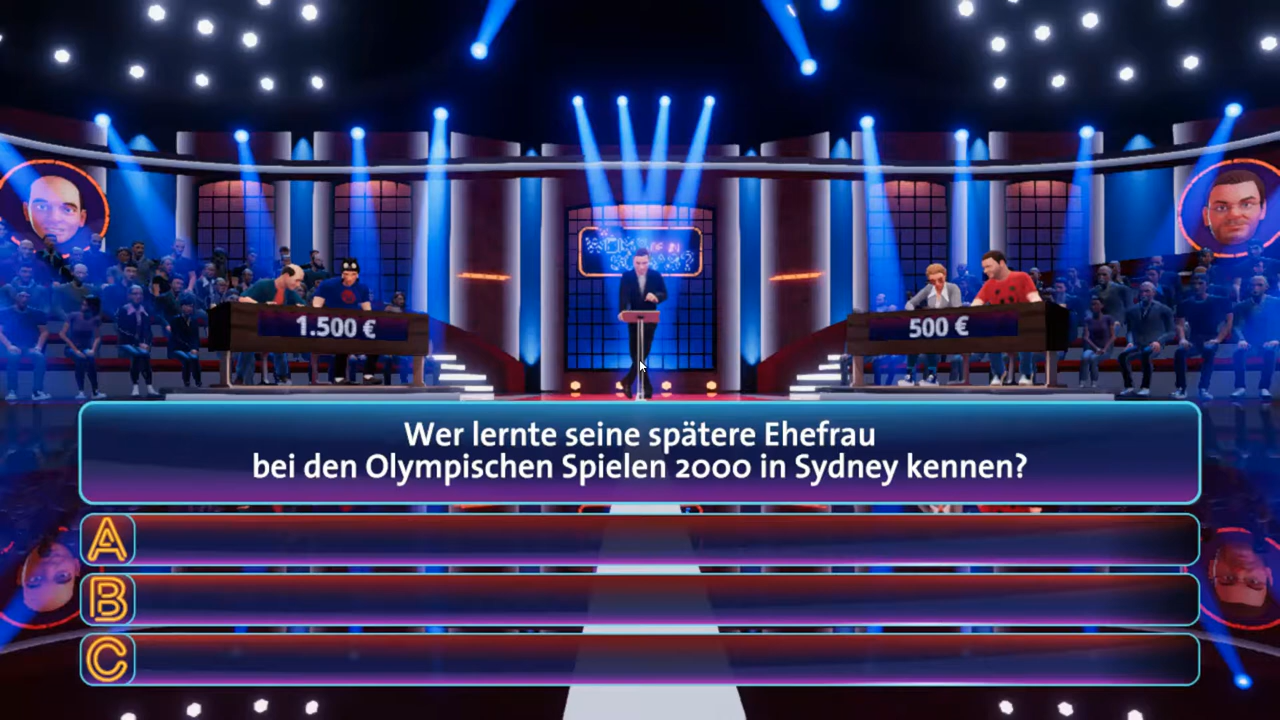 1.500 €
500 €
Wer lernte seine spätere Ehefrau
bei den Olympischen Spielen 2000 in Sydney kennen?
A
B
C